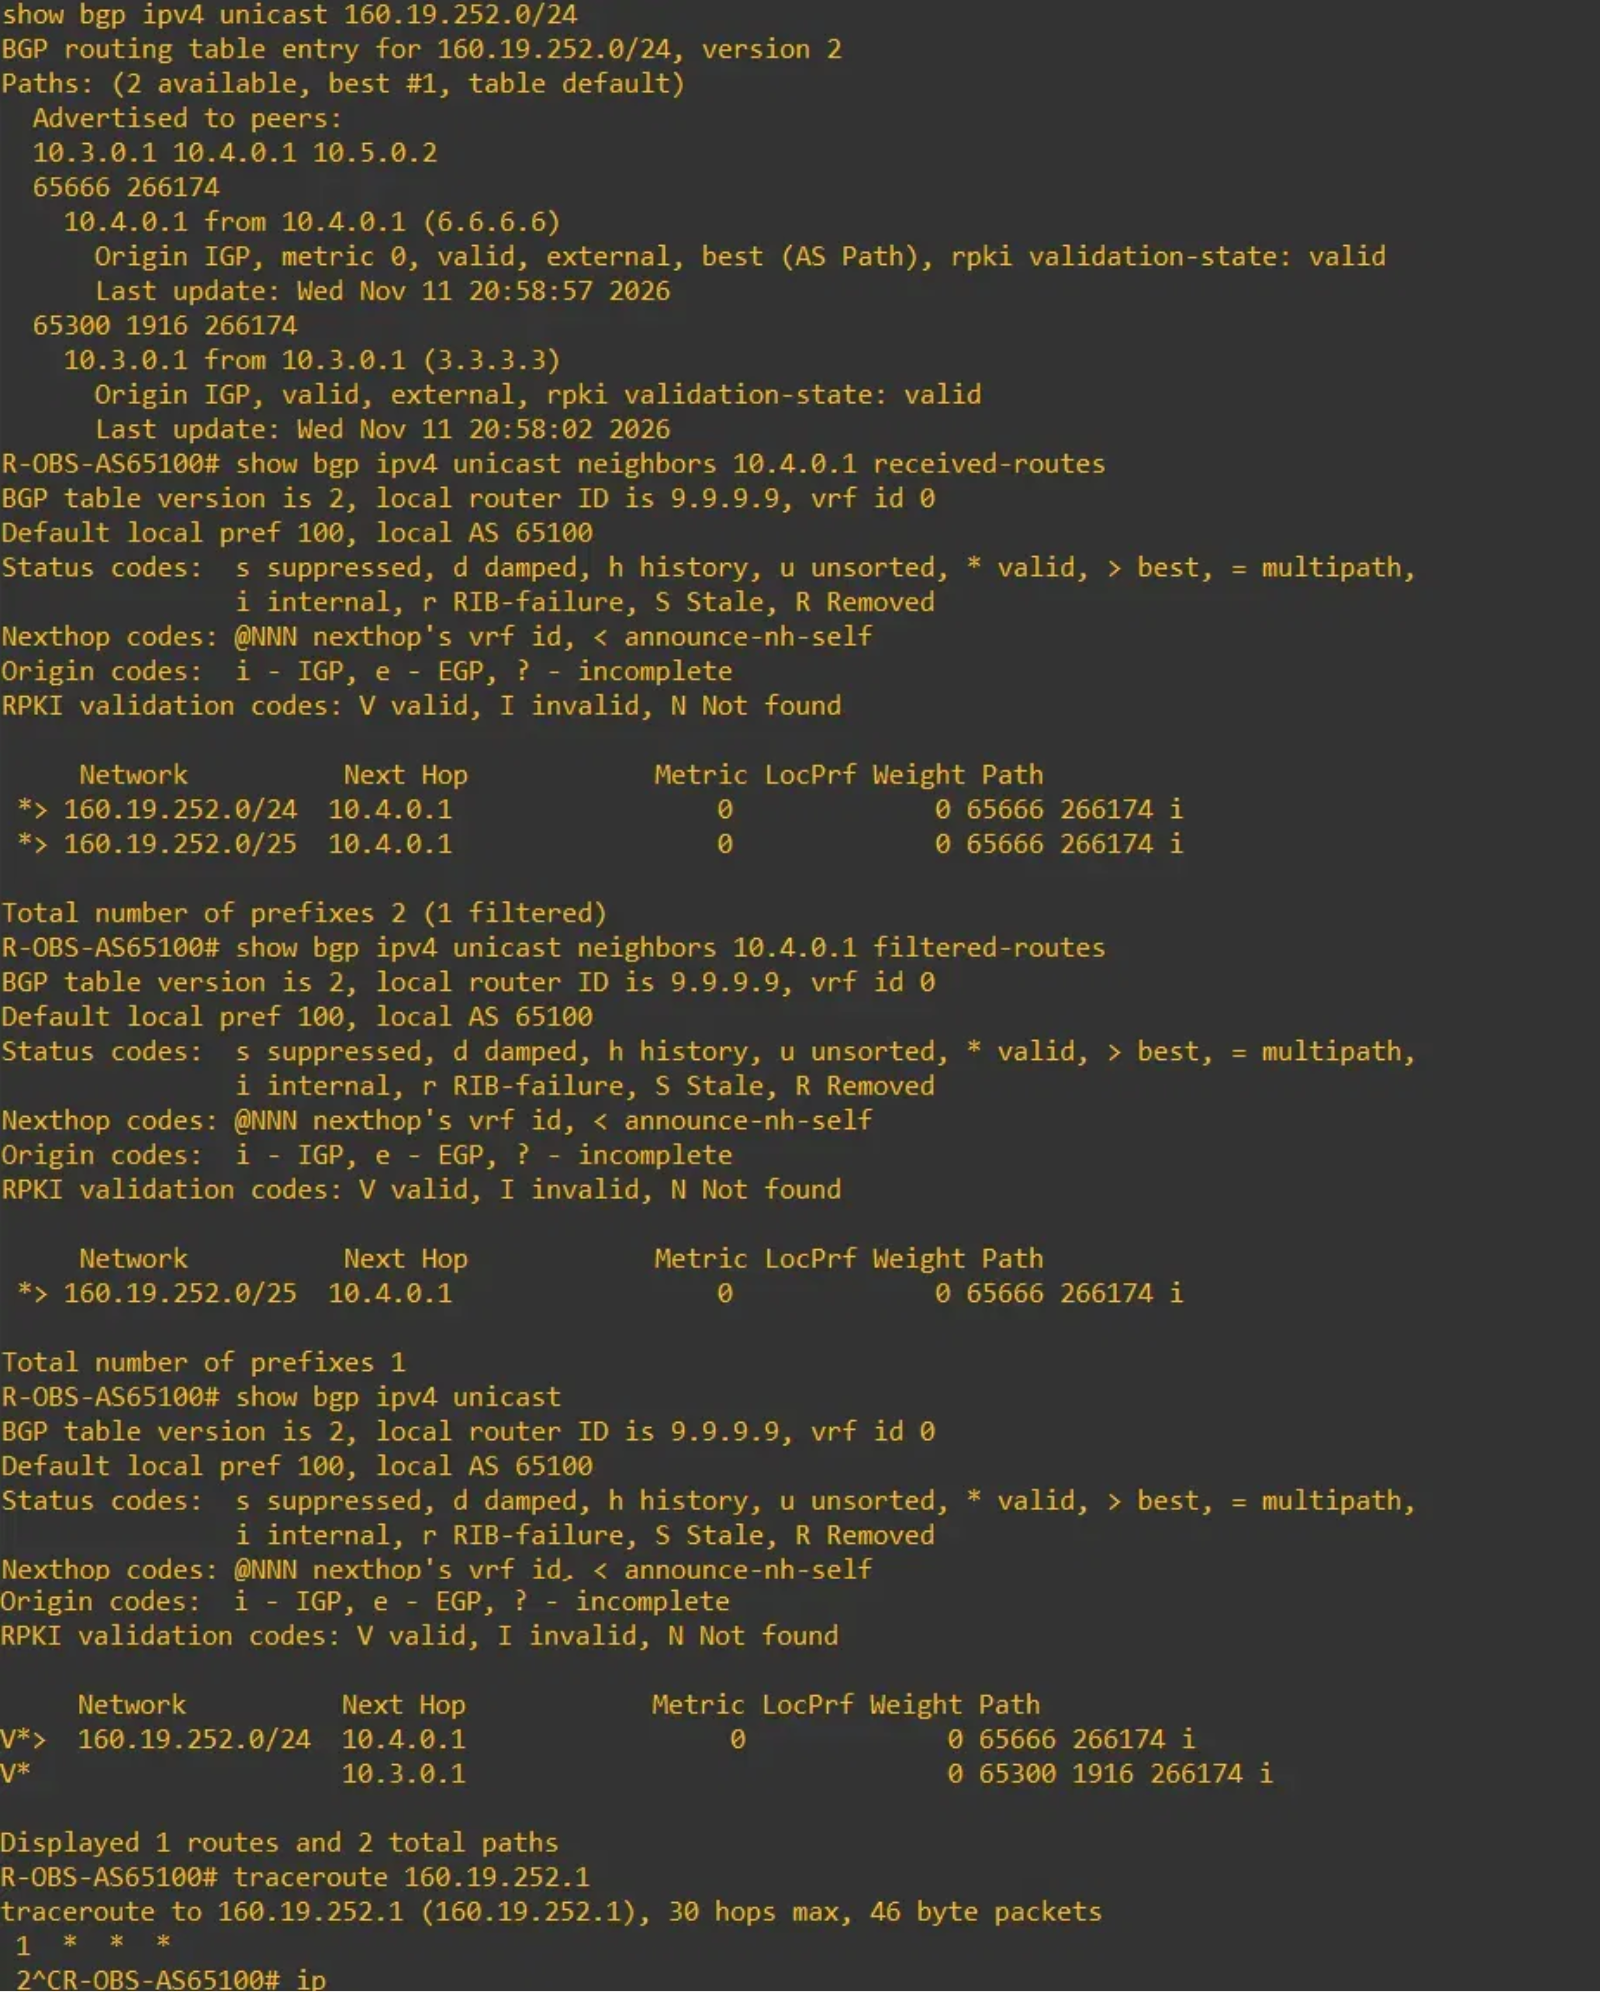 show bgp ipv4 unicast 160.19.252.0/24
BGP routing table entry for 160.19.252.0/24, version 2
Paths: (2 available, best #1, table default)
  Advertised to peers:
  10.3.0.1 10.4.0.1 10.5.0.2
  65666 266174
    10.4.0.1 from 10.4.0.1 (6.6.6.6)
      Origin IGP, metric 0, valid, external, best (AS Path), rpki validation-state: valid
      Last update: Wed Nov 11 20:58:57 2026
  65300 1916 266174
    10.3.0.1 from 10.3.0.1 (3.3.3.3)
      Origin IGP, valid, external, rpki validation-state: valid
      Last update: Wed Nov 11 20:58:02 2026
R-OBS-AS65100# show bgp ipv4 unicast neighbors 10.4.0.1 received-routes
BGP table version is 2, local router ID is 9.9.9.9, vrf id 0
Default local pref 100, local AS 65100
Status codes:  s suppressed, d damped, h history, u unsorted, * valid, > best, = multipath,
               i internal, r RIB-failure, S Stale, R Removed
Nexthop codes: @NNN nexthop's vrf id, < announce-nh-self
Origin codes:  i - IGP, e - EGP, ? - incomplete
RPKI validation codes: V valid, I invalid, N Not found

     Network          Next Hop            Metric LocPrf Weight Path
 *> 160.19.252.0/24  10.4.0.1                 0             0 65666 266174 i
 *> 160.19.252.0/25  10.4.0.1                 0             0 65666 266174 i

Total number of prefixes 2 (1 filtered)
R-OBS-AS65100# show bgp ipv4 unicast neighbors 10.4.0.1 filtered-routes
BGP table version is 2, local router ID is 9.9.9.9, vrf id 0
Default local pref 100, local AS 65100
Status codes:  s suppressed, d damped, h history, u unsorted, * valid, > best, = multipath,
               i internal, r RIB-failure, S Stale, R Removed
Nexthop codes: @NNN nexthop's vrf id, < announce-nh-self
Origin codes:  i - IGP, e - EGP, ? - incomplete
RPKI validation codes: V valid, I invalid, N Not found

     Network          Next Hop            Metric LocPrf Weight Path
 *> 160.19.252.0/25  10.4.0.1                 0             0 65666 266174 i

Total number of prefixes 1
R-OBS-AS65100# show bgp ipv4 unicast
BGP table version is 2, local router ID is 9.9.9.9, vrf id 0
Default local pref 100, local AS 65100
Status codes:  s suppressed, d damped, h history, u unsorted, * valid, > best, = multipath,
               i internal, r RIB-failure, S Stale, R Removed
Nexthop codes: @NNN nexthop's vrf id, < announce-nh-self
Origin codes:  i - IGP, e - EGP, ? - incomplete
RPKI validation codes: V valid, I invalid, N Not found

     Network          Next Hop            Metric LocPrf Weight Path
V*>  160.19.252.0/24  10.4.0.1                 0             0 65666 266174 i
V*                    10.3.0.1                               0 65300 1916 266174 i

Displayed 1 routes and 2 total paths
R-OBS-AS65100# traceroute 160.19.252.1
traceroute to 160.19.252.1 (160.19.252.1), 30 hops max, 46 byte packets
 1  *  *  *
 2^CR-OBS-AS65100# ip